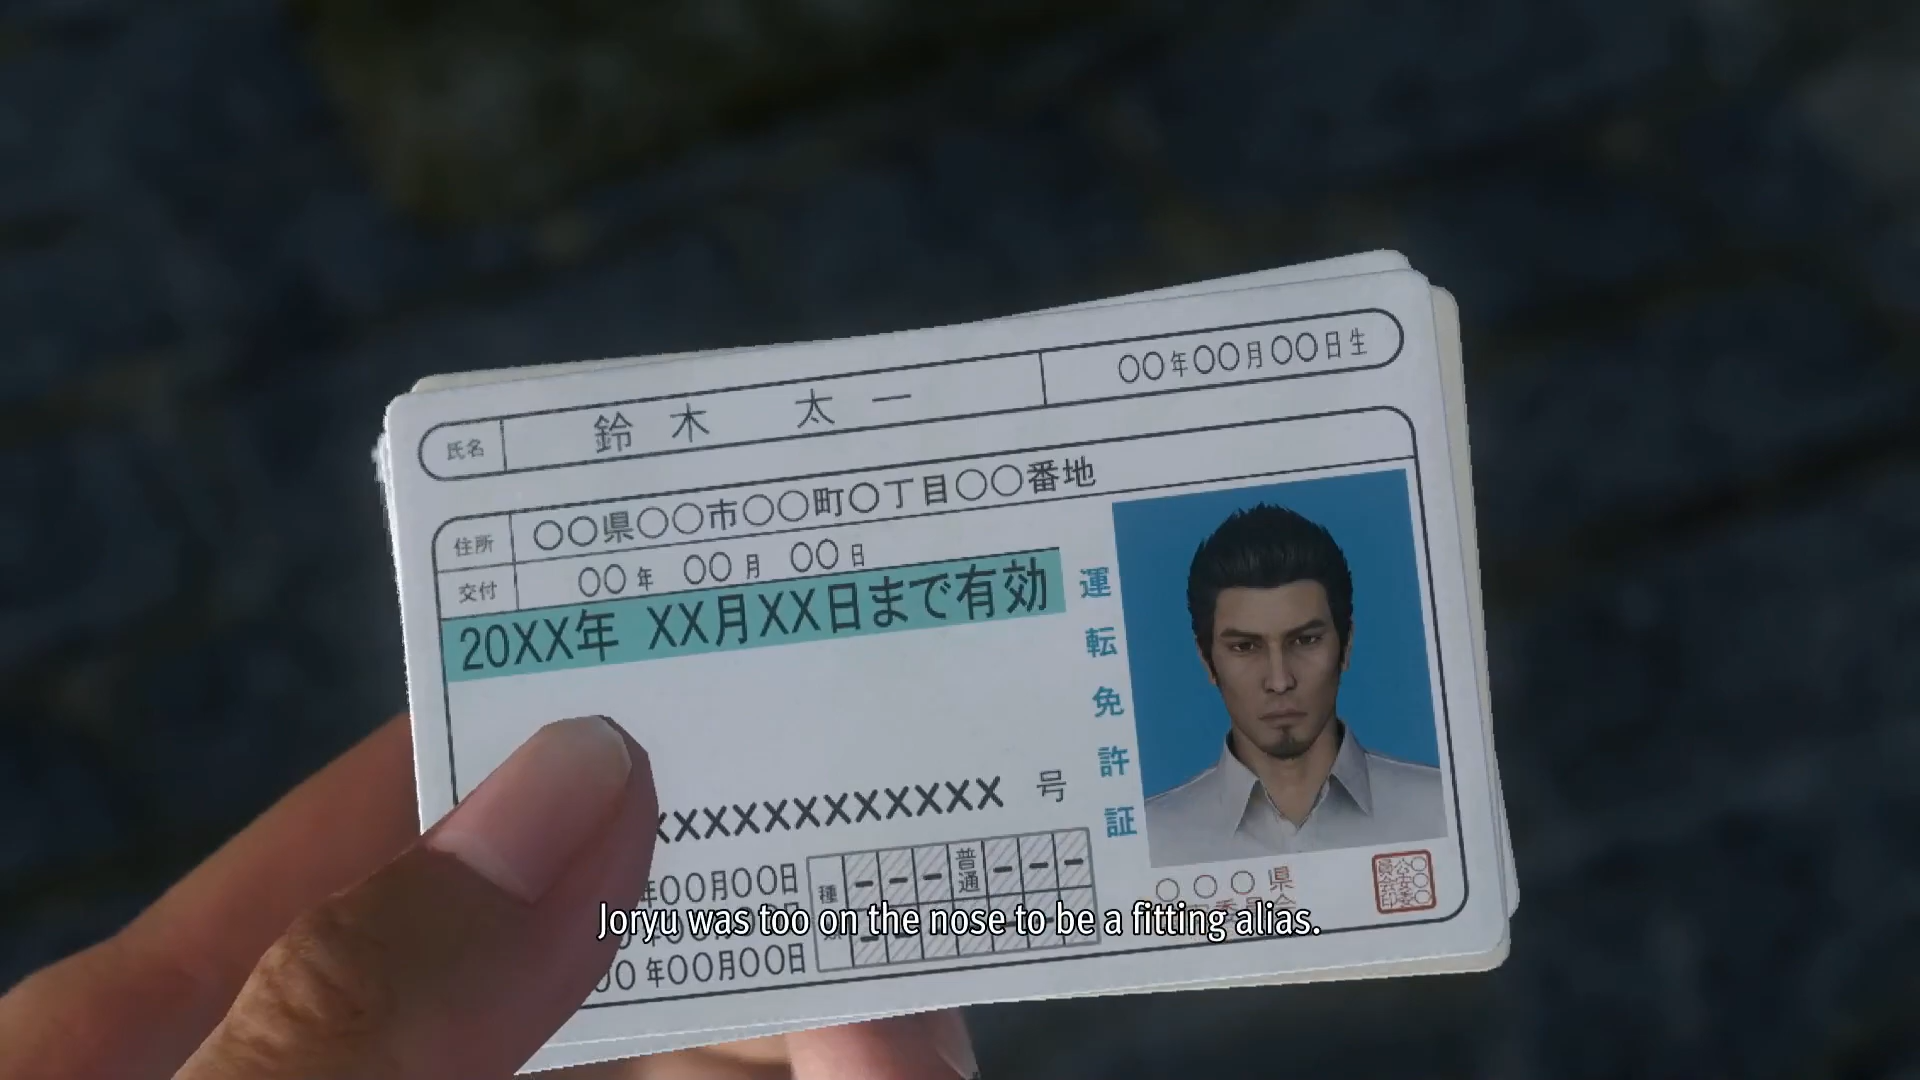 氏名 鈴木 太一 〇〇年〇〇月〇〇日生
住所 〇〇県〇〇市〇〇町〇丁目〇〇番地
交付 〇〇年 〇〇月 〇〇日
20XX年 XX月XX日まで有効
運転免許証
XXXXXXXXXXXX 号
年〇〇月〇〇日
種 - - - 普通 - - -
〇〇〇県
年〇〇月〇〇日
Joryu was too on the nose to be a fitting alias.